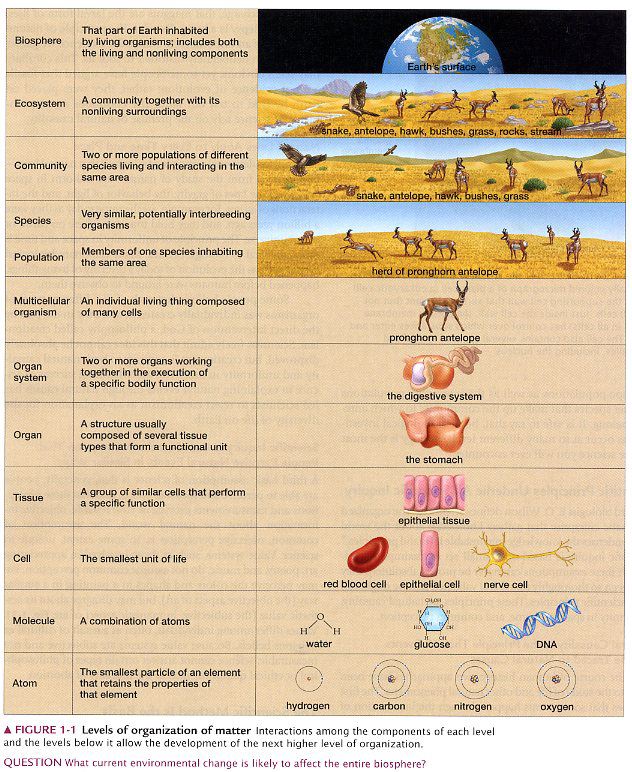 Biosphere
That part of Earth inhabited
by living organisms; includes both
the living and nonliving components
Earth's surface
Ecosystem
A community together with its
nonliving surroundings
snake, antelope, hawk, bushes, grass, rocks, stream
Community
Two or more populations of different
species living and interacting in the
same area
snake, antelope, hawk, bushes, grass
Species
Very similar, potentially interbreeding
organisms
Population
Members of one species inhabiting
the same area
herd of pronghorn antelope
Multicellular
organism
An individual living thing composed
of many cells
pronghorn antelope
Organ
system
Two or more organs working
together in the execution of
a specific bodily function
the digestive system
Organ
A structure usually
composed of several tissue
types that form a functional unit
the stomach
Tissue
A group of similar cells that perform
a specific function
epithelial tissue
Cell
The smallest unit of life
red blood cell epithelial cell nerve cell
Molecule
A combination of atoms
O
H H
water
CH₂OH
H O H
HO OH
H OH
glucose
DNA
Atom
The smallest particle of an element
that retains the properties of
that element
hydrogen carbon nitrogen oxygen
▲ FIGURE 1-1 Levels of organization of matter Interactions among the components of each level
and the levels below it allow the development of the next higher level of organization.
QUESTION What current environmental change is likely to affect the entire biosphere?